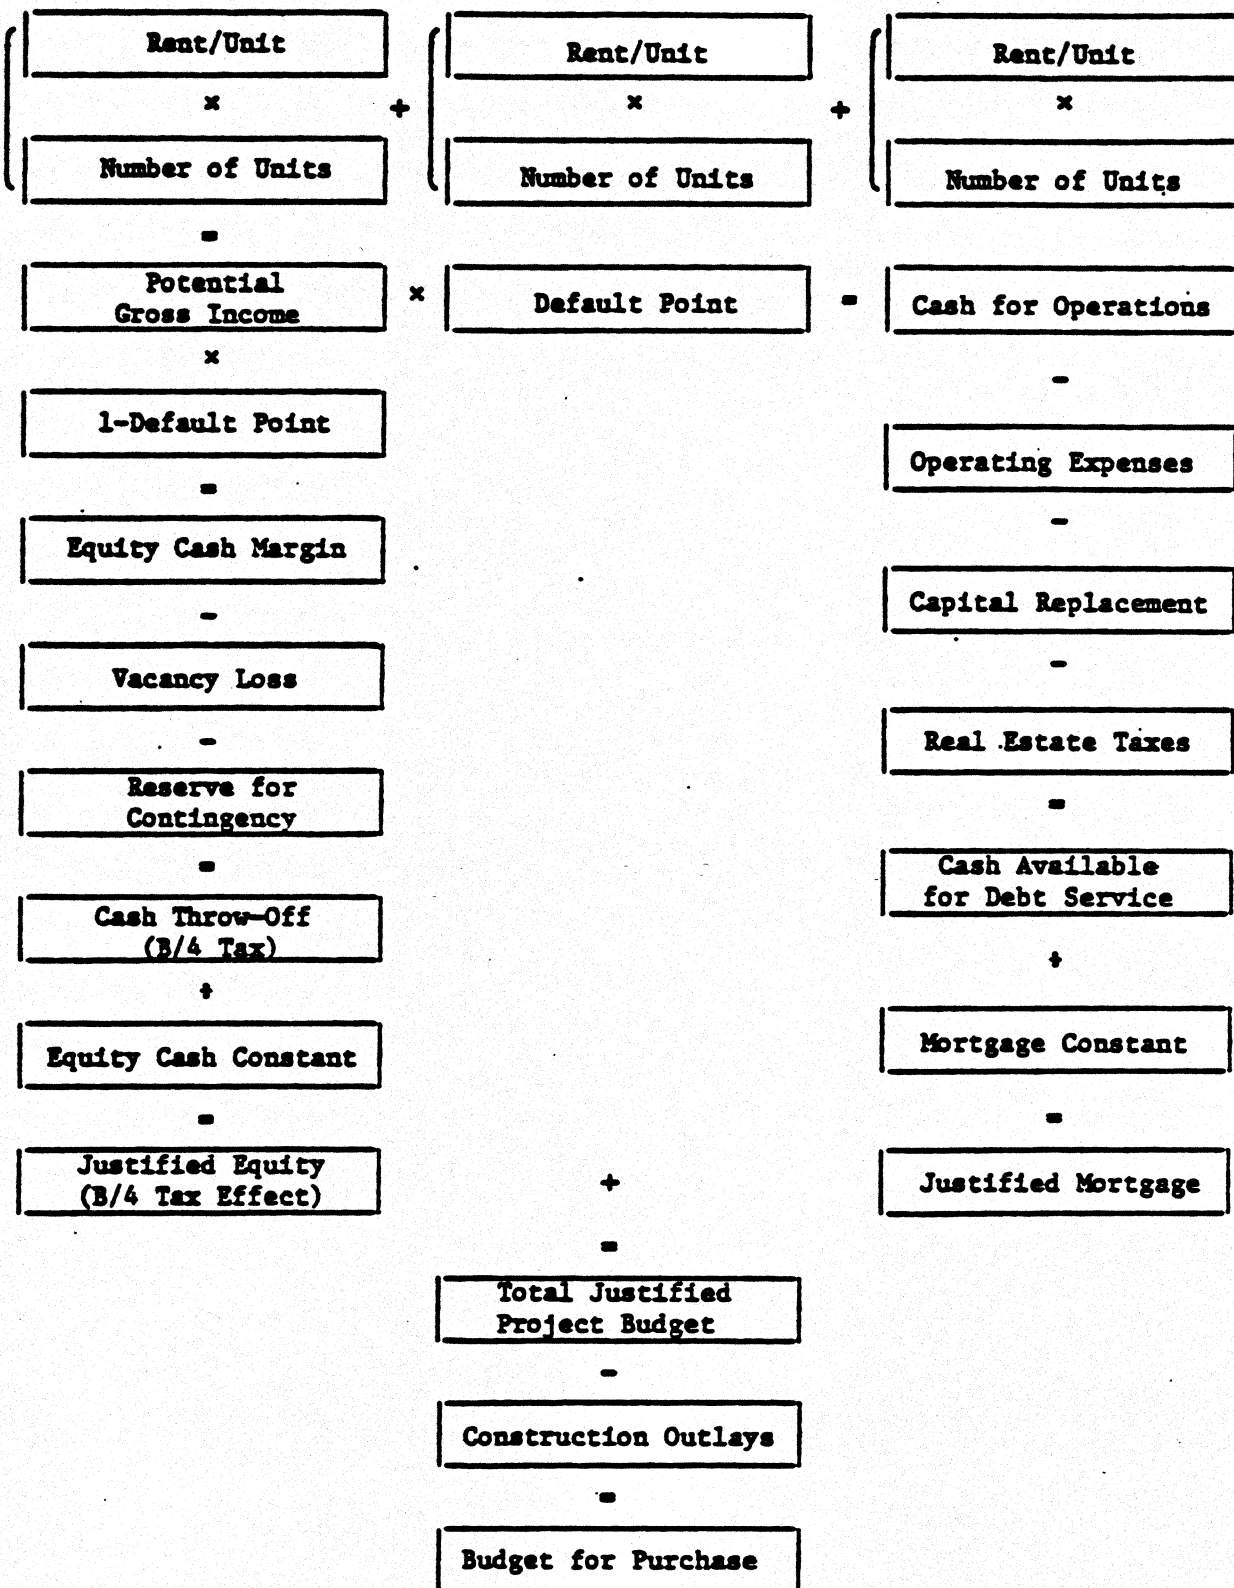 Rent/Unit
Rent/Unit
Rent/Unit
×
+
×
+
×
Number of Units
Number of Units
Number of Units
=
Potential
Gross Income
×
Default Point
=
Cash for Operations
×
-
1-Default Point
Operating Expenses
=
-
Equity Cash Margin
Capital Replacement
-
-
Vacancy Loss
Real Estate Taxes
-
=
Reserve for
Contingency
Cash Available
for Debt Service
=
Cash Throw-Off
(B/4 Tax)
÷
÷
Equity Cash Constant
Mortgage Constant
=
=
Justified Equity
(B/4 Tax Effect)
+
Justified Mortgage
=
Total Justified
Project Budget
-
Construction Outlays
=
Budget for Purchase